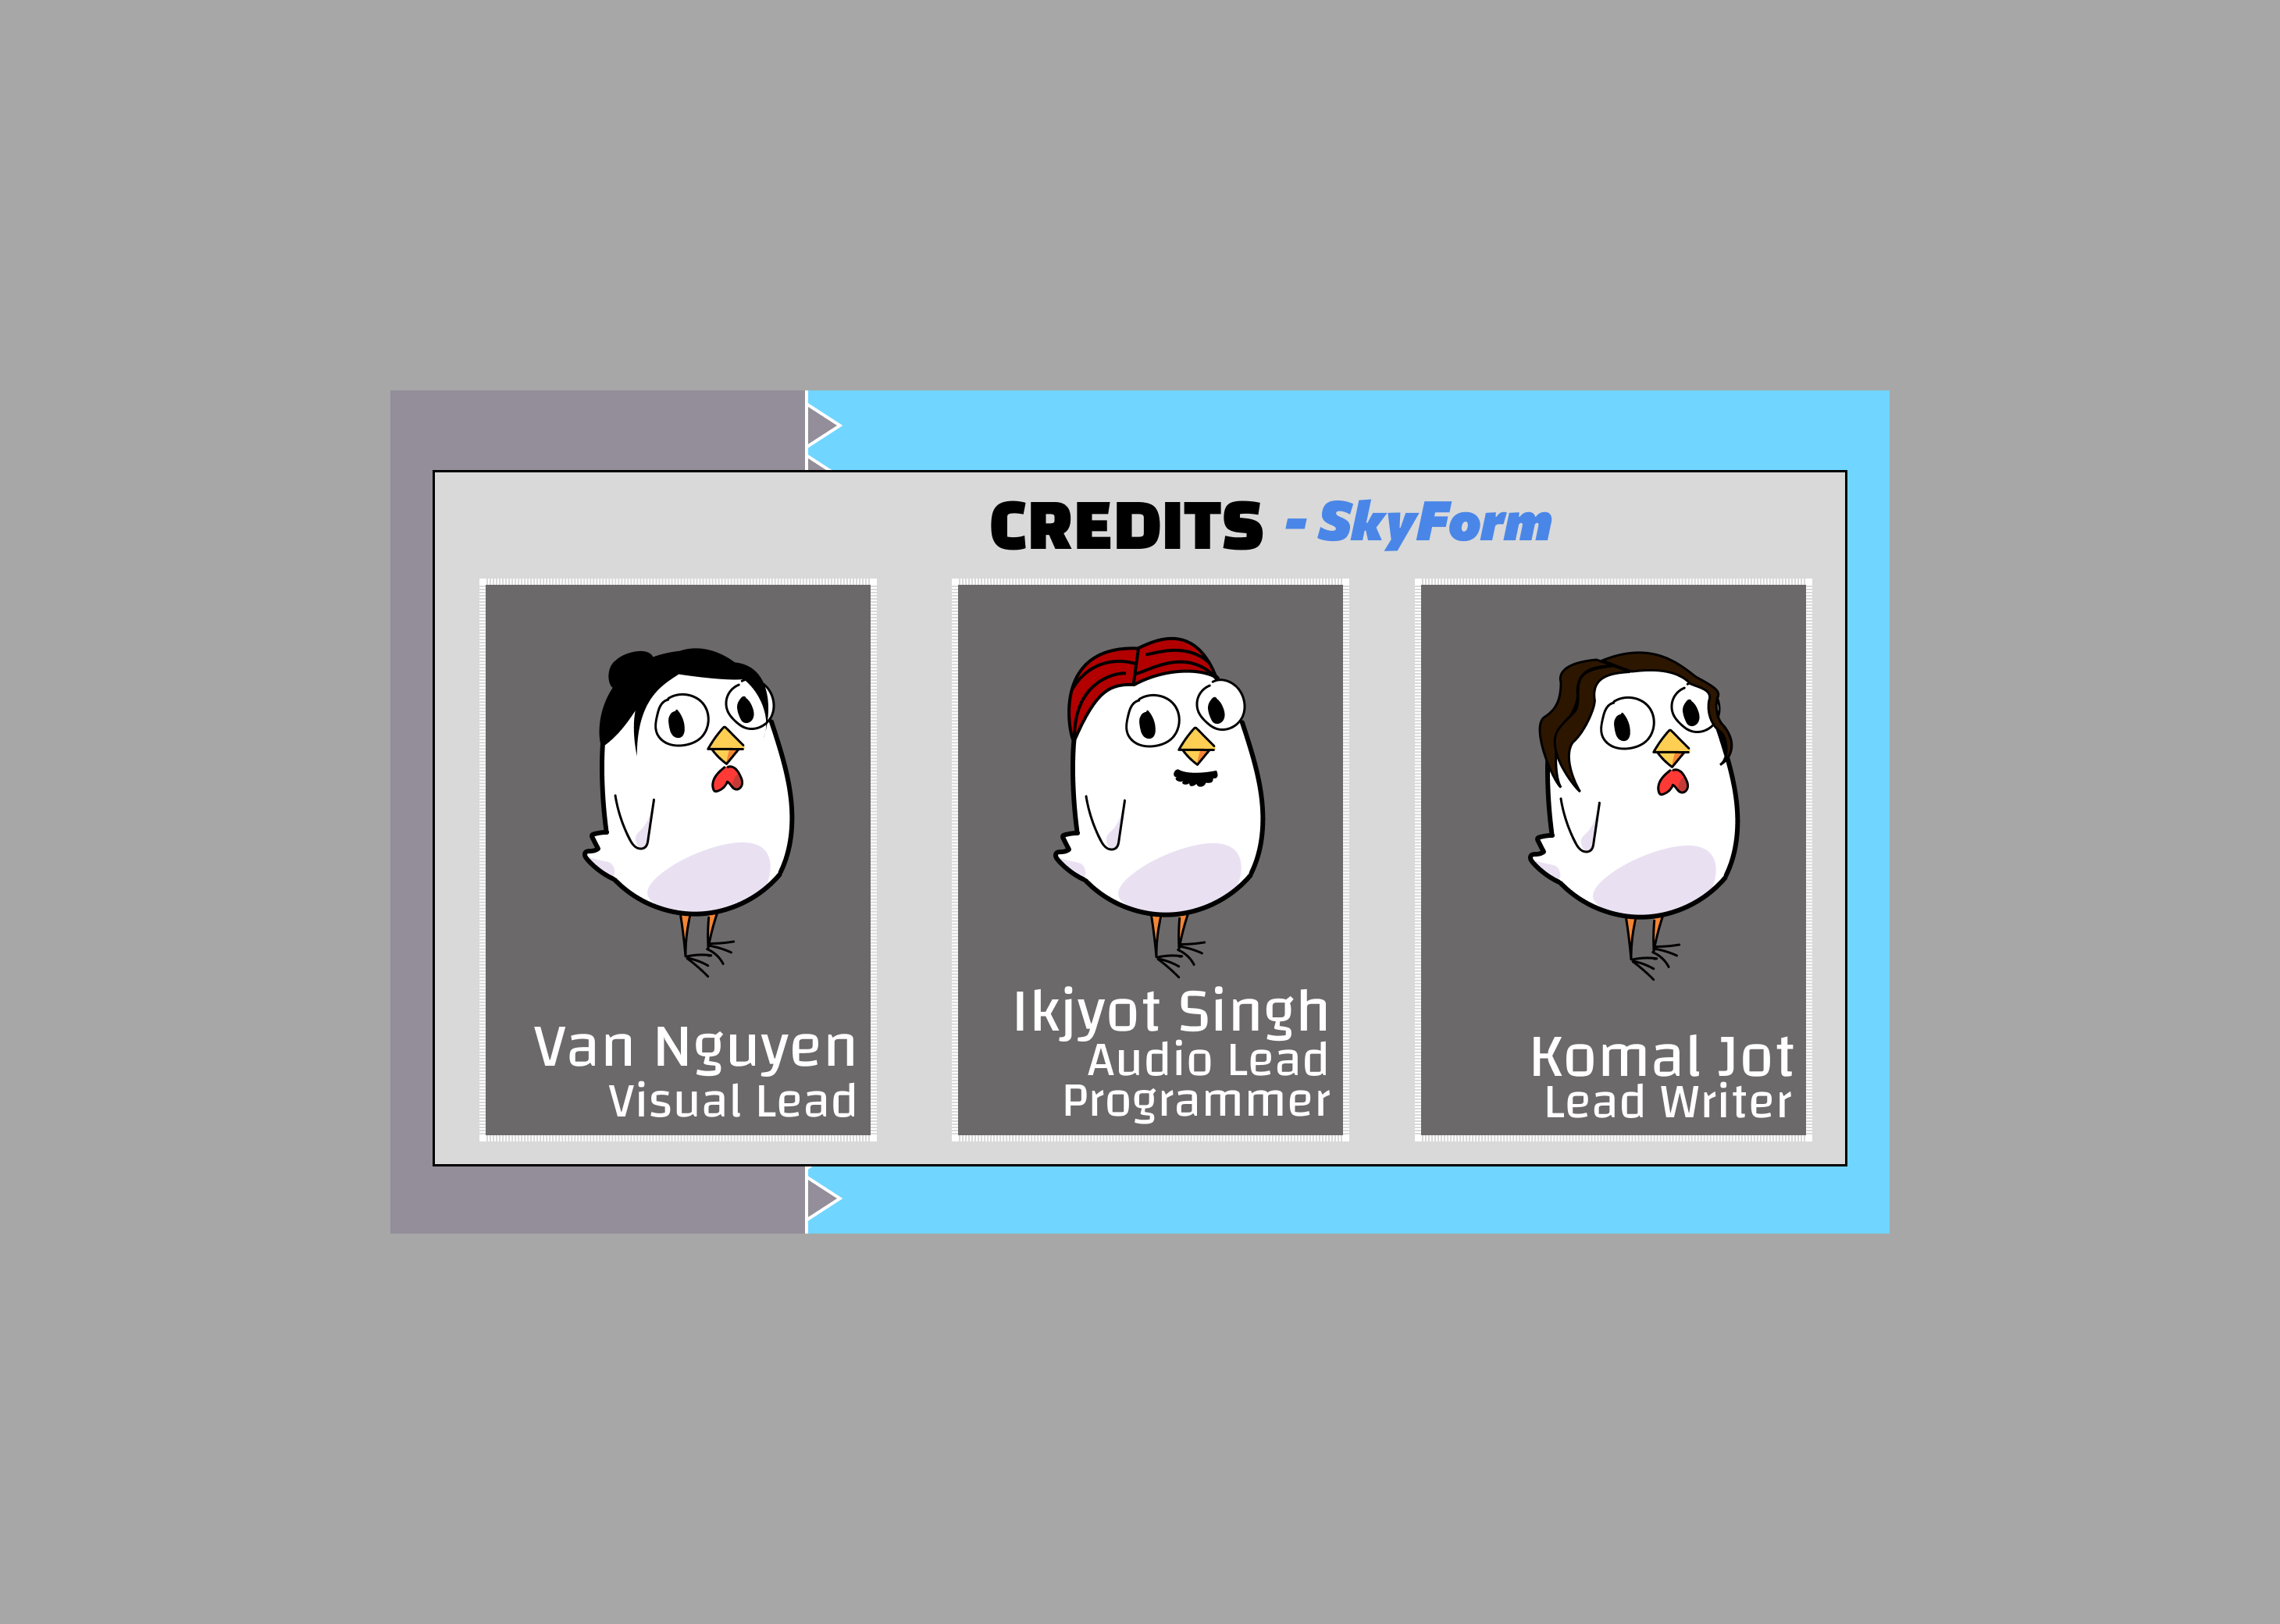 CREDITS - SkyForm
Van Nguyen
Visual Lead
Ikjyot Singh
Audio Lead
Programmer
Komal Jot
Lead Writer